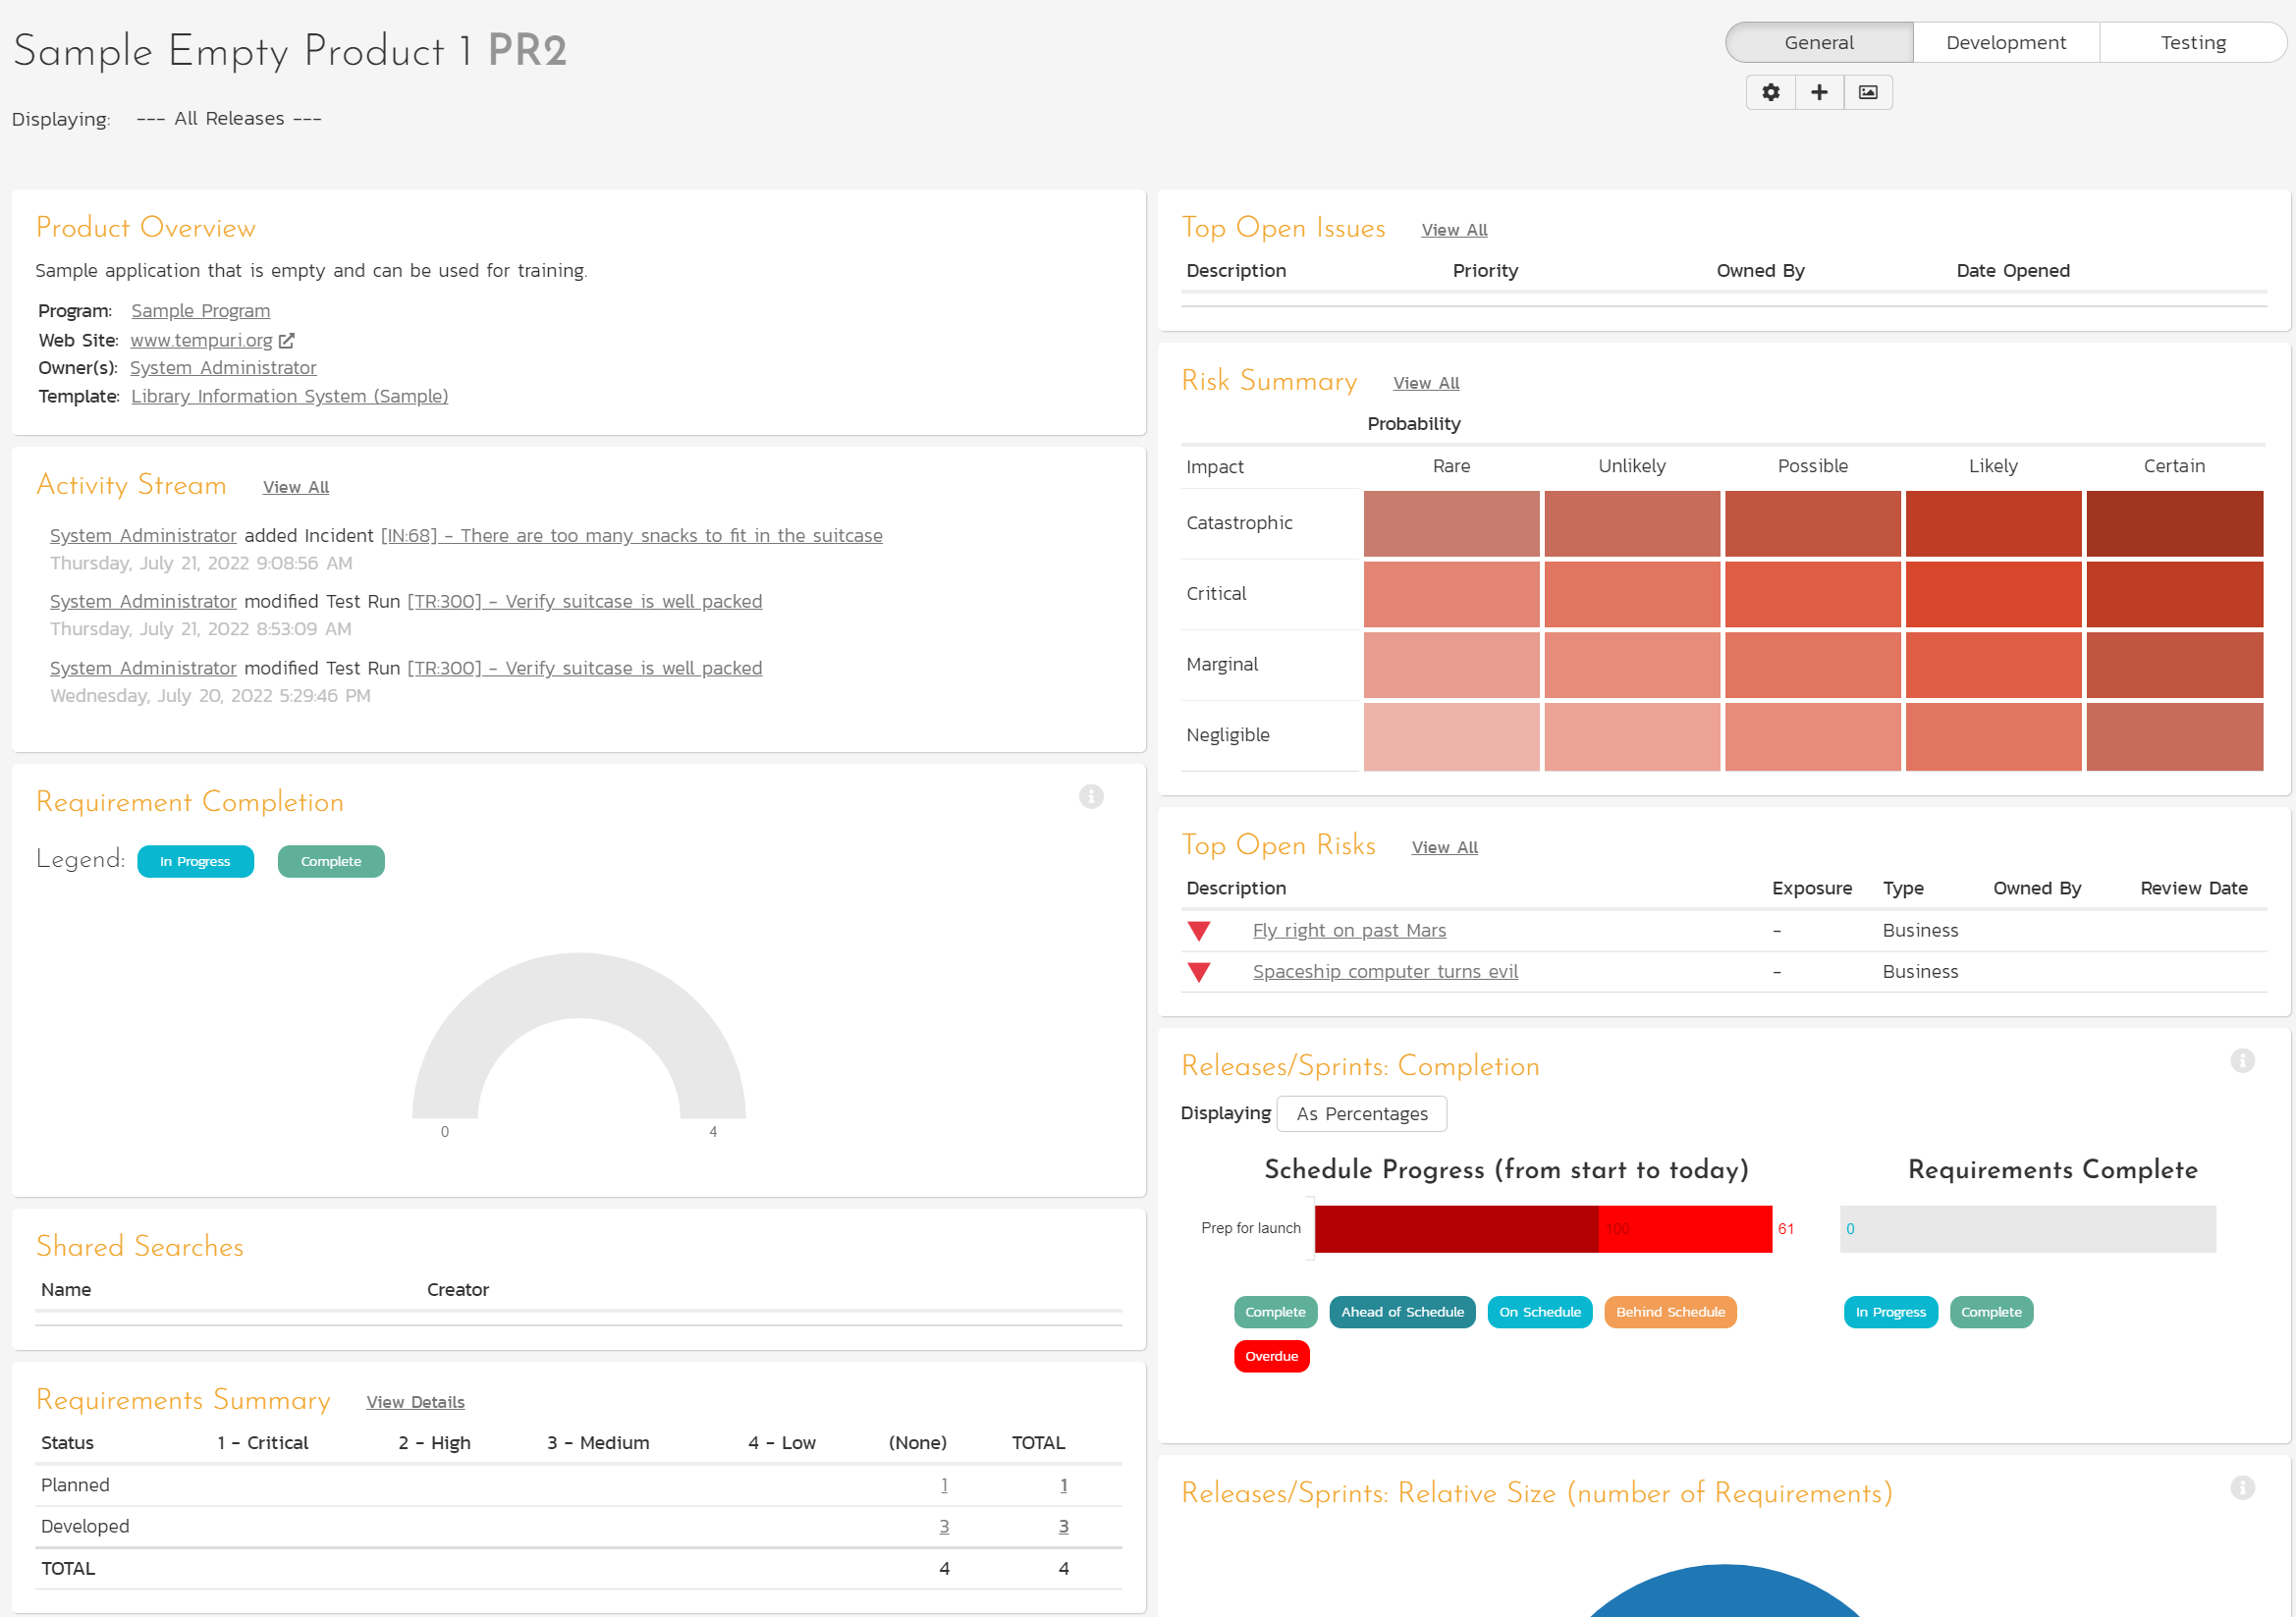 Sample Empty Product 1 PR2
General Development Testing
Displaying: --- All Releases ---
Product Overview
Sample application that is empty and can be used for training.
Program: Sample Program
Web Site: www.tempuri.org
Owner(s): System Administrator
Template: Library Information System (Sample)
Activity Stream View All
System Administrator added Incident [IN:68] - There are too many snacks to fit in the suitcase
Thursday, July 21, 2022 9:08:56 AM
System Administrator modified Test Run [TR:300] - Verify suitcase is well packed
Thursday, July 21, 2022 8:53:09 AM
System Administrator modified Test Run [TR:300] - Verify suitcase is well packed
Wednesday, July 20, 2022 5:29:46 PM
Requirement Completion
Legend: In Progress Complete
0 4
Shared Searches
Name Creator
Requirements Summary View Details
Status 1 - Critical 2 - High 3 - Medium 4 - Low (None) TOTAL
Planned 1 1
Developed 3 3
TOTAL 4 4
Top Open Issues View All
Description Priority Owned By Date Opened
Risk Summary View All
Probability
Impact Rare Unlikely Possible Likely Certain
Catastrophic
Critical
Marginal
Negligible
Top Open Risks View All
Description Exposure Type Owned By Review Date
Fly right on past Mars - Business
Spaceship computer turns evil - Business
Releases/Sprints: Completion
Displaying As Percentages
Schedule Progress (from start to today) Requirements Complete
Prep for launch 100 61 0
Complete Ahead of Schedule On Schedule Behind Schedule In Progress Complete
Overdue
Releases/Sprints: Relative Size (number of Requirements)